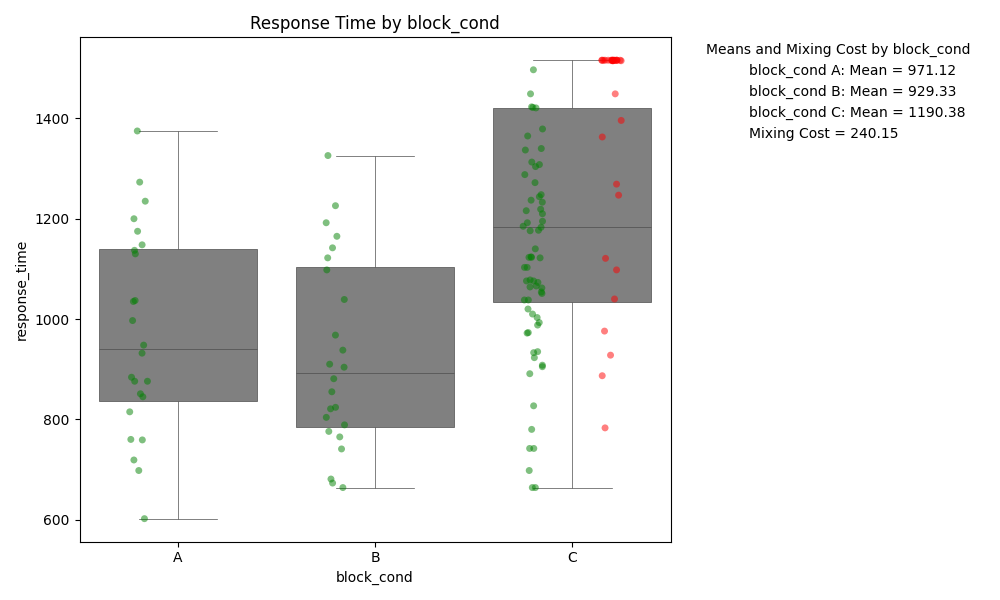 Response Time by block_cond
Means and Mixing Cost by block_cond
block_cond A: Mean = 971.12
block_cond B: Mean = 929.33
block_cond C: Mean = 1190.38
Mixing Cost = 240.15
response_time
1400
1200
1000
800
600
A
B
C
block_cond